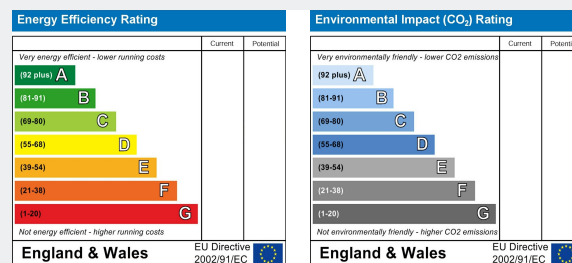 Energy Efficiency Rating
Current Potential
Very energy efficient - lower running costs
(92 plus) A
(81-91) B
(69-80) C
(55-68) D
(39-54) E
(21-38) F
(1-20) G
Not energy efficient - higher running costs
England & Wales
EU Directive
2002/91/EC
Environmental Impact (CO2) Rating
Current Potential
Very environmentally friendly - lower CO2 emissions
(92 plus) A
(81-91) B
(69-80) C
(55-68) D
(39-54) E
(21-38) F
(1-20) G
Not environmentally friendly - higher CO2 emissions
England & Wales
EU Directive
2002/91/EC